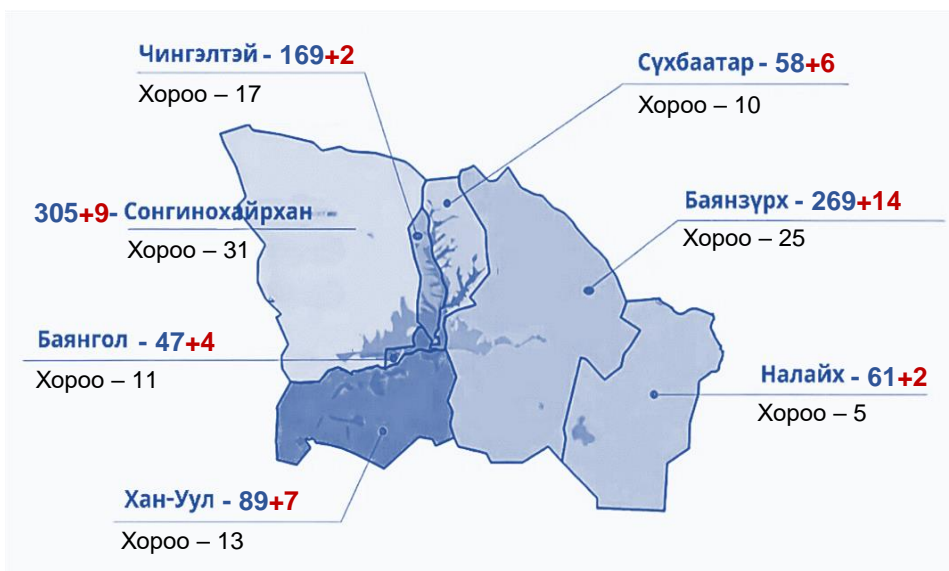 Чингэлтэй - 169+2
Хороо – 17
Сүхбаатар - 58+6
Хороо – 10
305+9- Сонгинохайрхан
Хороо – 31
Баянзүрх - 269+14
Хороо – 25
Баянгол - 47+4
Хороо – 11
Налайх - 61+2
Хороо – 5
Хан-Уул - 89+7
Хороо – 13